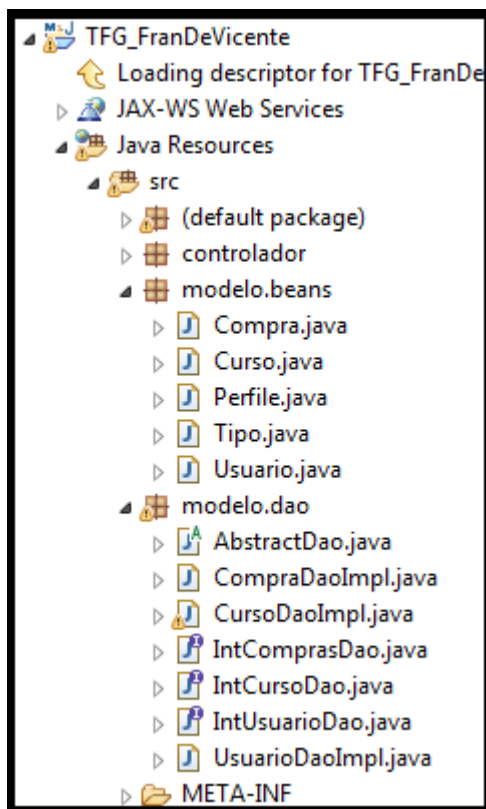 TFG_FranDeVicente
Loading descriptor for TFG_FranDe
JAX-WS Web Services
Java Resources
src
(default package)
controlador
modelo.beans
Compra.java
Curso.java
Perfile.java
Tipo.java
Usuario.java
modelo.dao
AbstractDao.java
CompraDaoImpl.java
CursoDaoImpl.java
IntComprasDao.java
IntCursoDao.java
IntUsuarioDao.java
UsuarioDaoImpl.java
META-INF